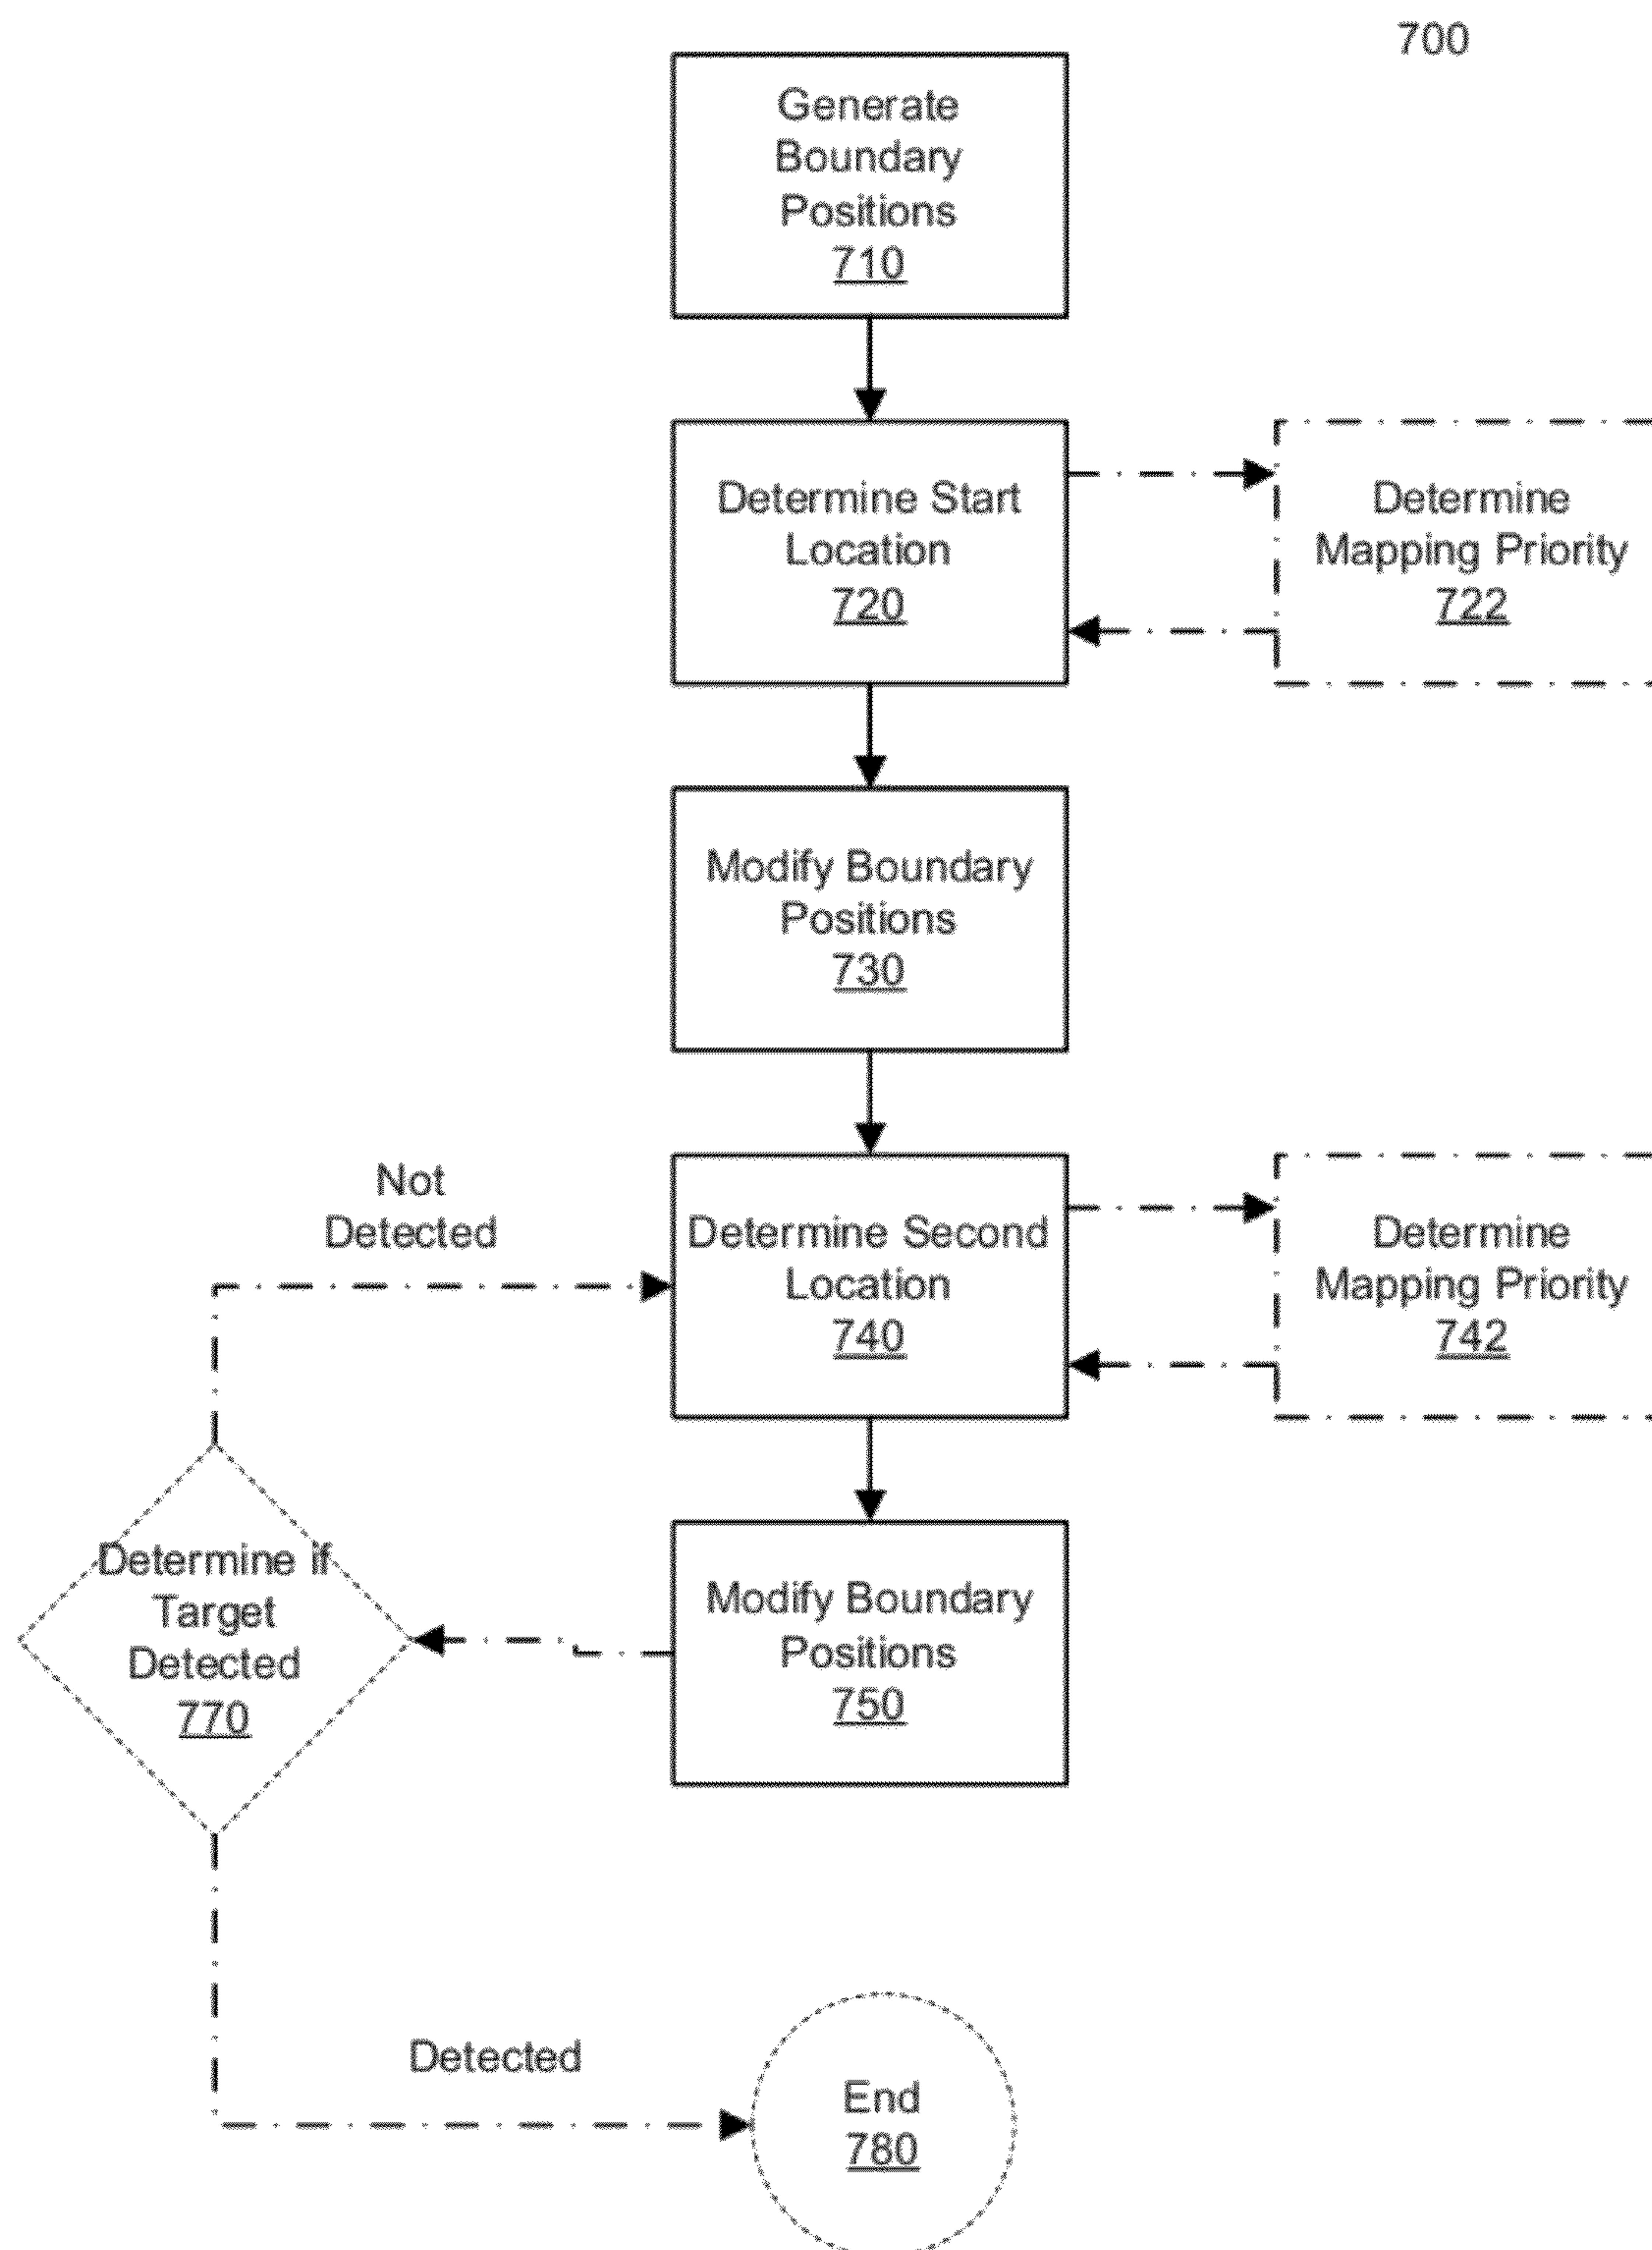 700
Generate
Boundary
Positions
710
Determine Start
Location
720
Determine
Mapping Priority
722
Modify Boundary
Positions
730
Not
Detected
Determine Second
Location
740
Determine
Mapping Priority
742
Determine if
Target
Detected
770
Modify Boundary
Positions
750
Detected
End
780